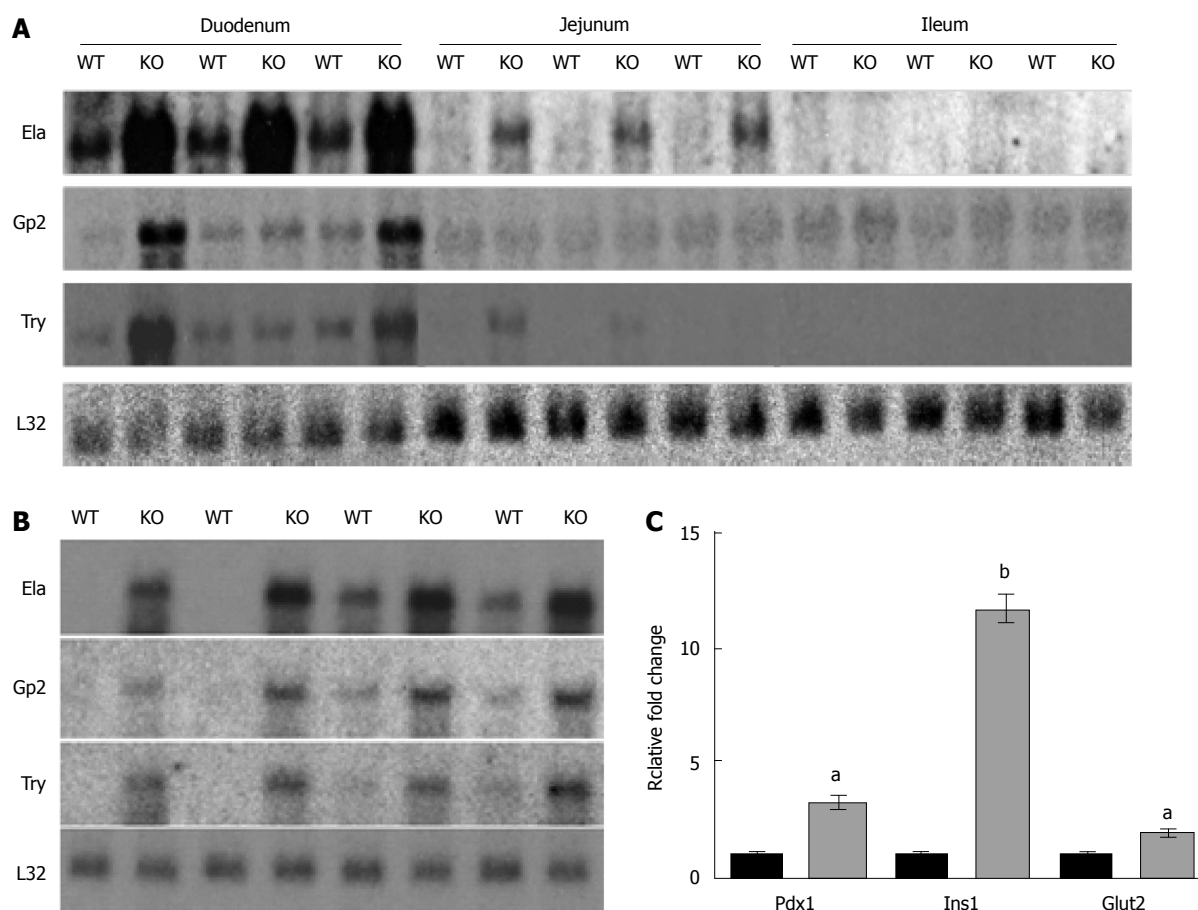 A
Duodenum Jejunum Ileum
WT KO WT KO WT KO WT KO WT KO WT KO WT KO WT KO WT KO
Ela
Gp2
Try
L32
B
WT KO WT KO WT KO WT KO
Ela
Gp2
Try
L32
C
Rclative fold change
15
10
5
0
a
b
a
Pdx1 Ins1 Glut2